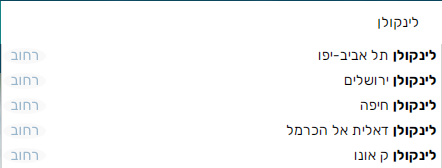 לינקולן
לינקולן תל אביב-יפו רחוב
לינקולן ירושלים רחוב
לינקולן חיפה רחוב
לינקולן דאלית אל הכרמל רחוב
לינקולן ק אונו רחוב